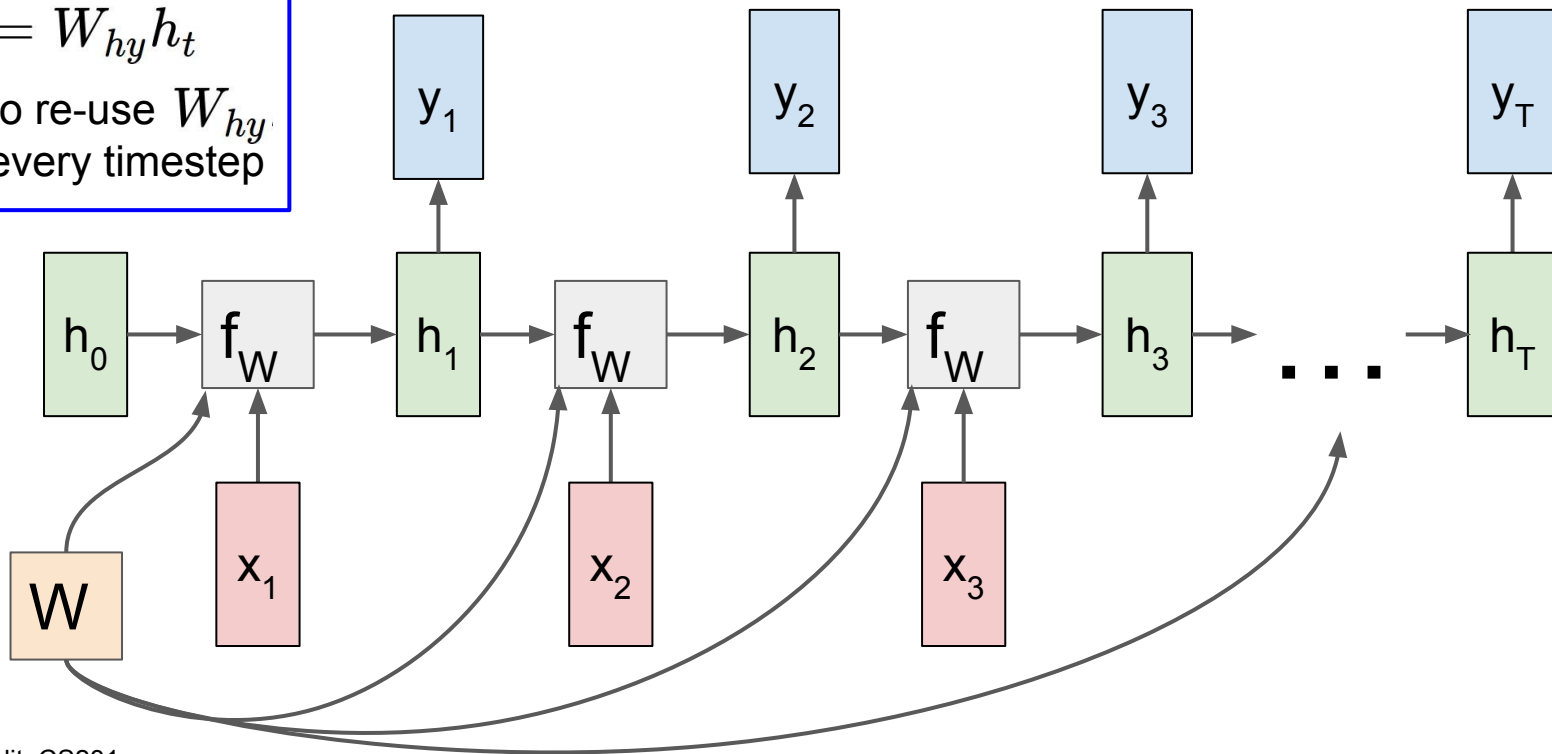 = W_{hy}h_t
o re-use W_{hy}
every timestep
y_1 y_2 y_3 y_T
h_0 f_W h_1 f_W h_2 f_W h_3 ... h_T
x_1 x_2 x_3
W